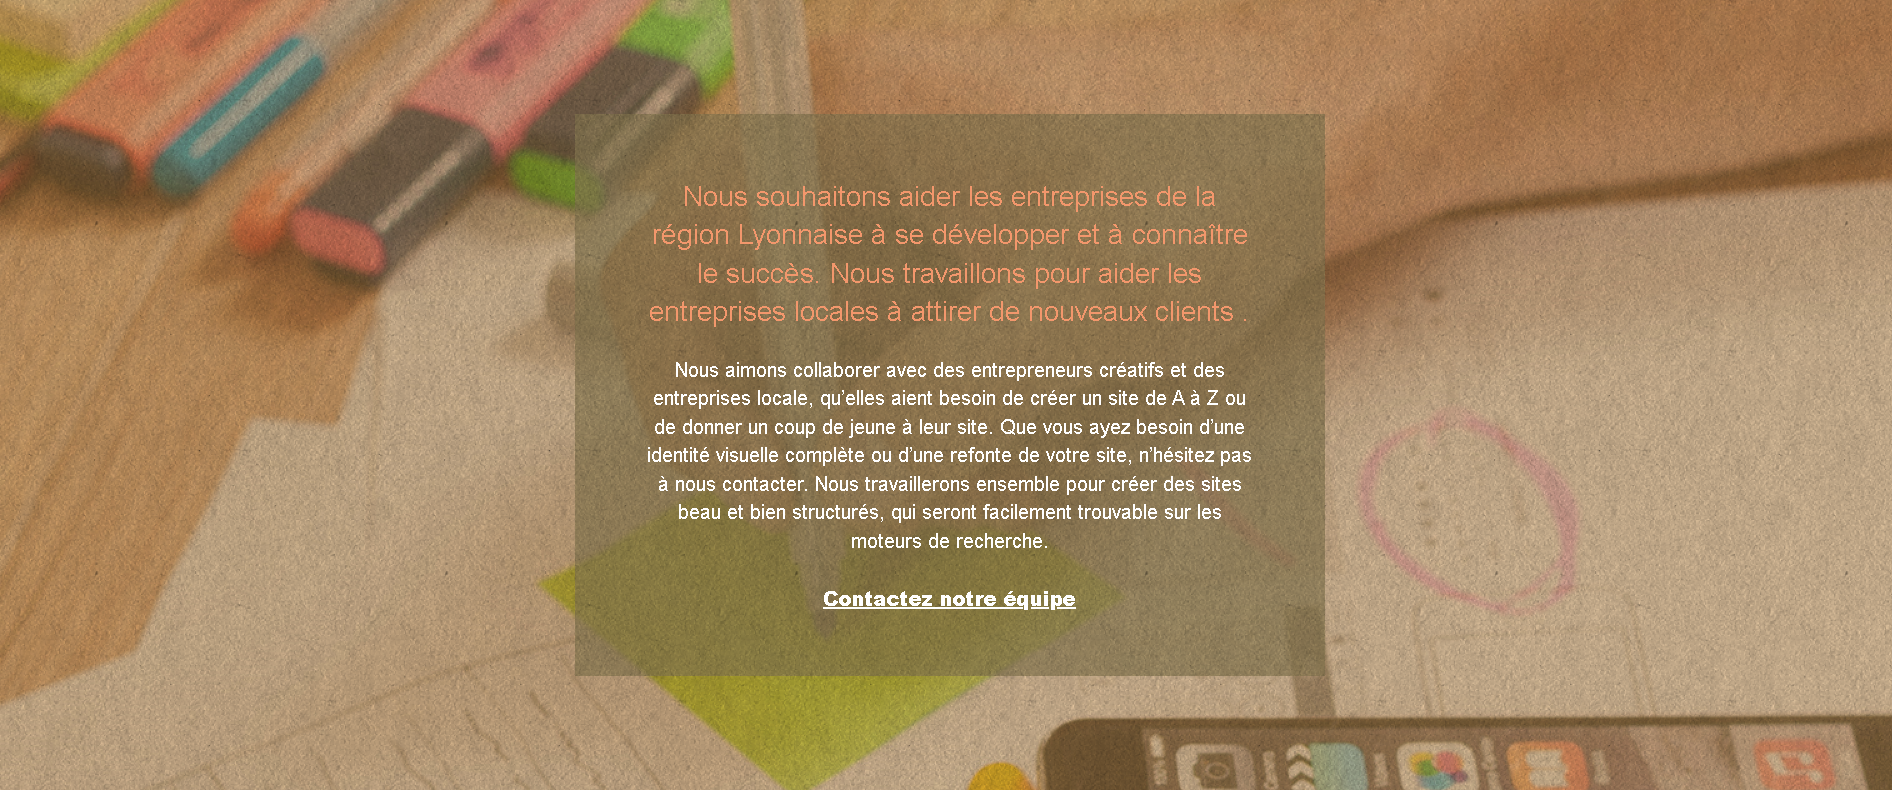 Nous souhaitons aider les entreprises de la
région Lyonnaise à se développer et à connaître
le succès. Nous travaillons pour aider les
entreprises locales à attirer de nouveaux clients .
Nous aimons collaborer avec des entrepreneurs créatifs et des
entreprises locale, qu’elles aient besoin de créer un site de A à Z ou
de donner un coup de jeune à leur site. Que vous ayez besoin d’une
identité visuelle complète ou d’une refonte de votre site, n’hésitez pas
à nous contacter. Nous travaillerons ensemble pour créer des sites
beau et bien structurés, qui seront facilement trouvable sur les
moteurs de recherche.
Contactez notre équipe